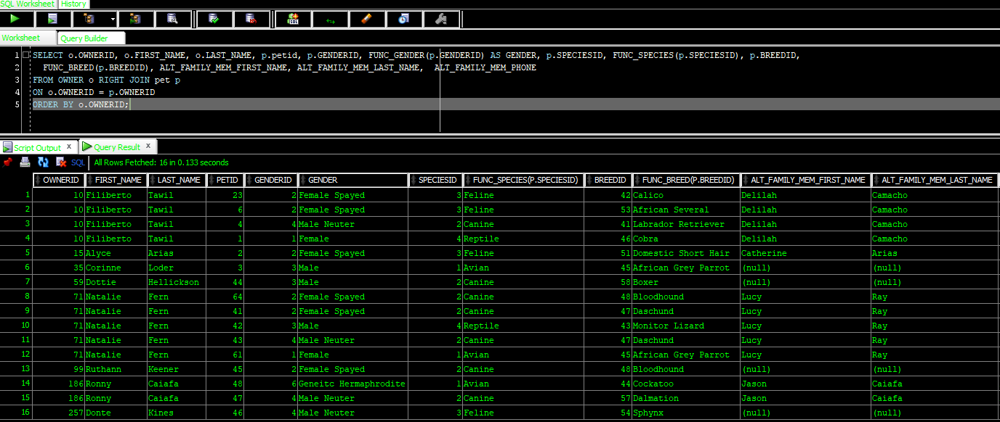 SQL Worksheet History
Worksheet Query Builder
1 SELECT o.OWNERID, o.FIRST_NAME, o.LAST_NAME, p.petid, p.GENDERID, FUNC_GENDER(p.GENDERID) AS GENDER, p.SPECIESID, FUNC_SPECIES(p.SPECIESID), p.BREEDID,
2 FUNC_BREED(p.BREEDID), ALT_FAMILY_MEM_FIRST_NAME, ALT_FAMILY_MEM_LAST_NAME, ALT_FAMILY_MEM_PHONE
3 FROM OWNER o RIGHT JOIN pet p
4 ON o.OWNERID = p.OWNERID
5 ORDER BY o.OWNERID;
Script Output x Query Result x
SQL All Rows Fetched: 16 in 0.133 seconds
OWNERID FIRST_NAME LAST_NAME PETID GENDERID GENDER SPECIESID FUNC_SPECIES(P.SPECIESID) BREEDID FUNC_BREED(P.BREEDID) ALT_FAMILY_MEM_FIRST_NAME ALT_FAMILY_MEM_LAST_NAME
1 10 Filiberto Tawil 23 2 Female Spayed 3 Feline 42 Calico Delilah Camacho
2 10 Filiberto Tawil 6 2 Female Spayed 3 Feline 53 African Several Delilah Camacho
3 10 Filiberto Tawil 4 4 Male Neuter 2 Canine 41 Labrador Retriever Delilah Camacho
4 10 Filiberto Tawil 1 1 Female 4 Reptile 46 Cobra Delilah Camacho
5 15 Alyce Arias 2 2 Female Spayed 3 Feline 51 Domestic Short Hair Catherine Arias
6 35 Corinne Loder 3 3 Male 1 Avian 45 African Grey Parrot (null) (null)
7 59 Dottie Hellickson 44 3 Male 2 Canine 58 Boxer (null) (null)
8 71 Natalie Fern 64 2 Female Spayed 2 Canine 48 Bloodhound Lucy Ray
9 71 Natalie Fern 41 2 Female Spayed 2 Canine 47 Daschund Lucy Ray
10 71 Natalie Fern 42 3 Male 4 Reptile 43 Monitor Lizard Lucy Ray
11 71 Natalie Fern 43 4 Male Neuter 2 Canine 47 Daschund Lucy Ray
12 71 Natalie Fern 61 1 Female 1 Avian 45 African Grey Parrot Lucy Ray
13 99 Ruthann Keener 45 2 Female Spayed 2 Canine 48 Bloodhound (null) (null)
14 186 Ronny Caiafa 48 6 Geneitc Hermaphrodite 1 Avian 44 Cockatoo Jason Caiafa
15 186 Ronny Caiafa 47 4 Male Neuter 2 Canine 57 Dalmation Jason Caiafa
16 257 Donte Kines 46 4 Male Neuter 3 Feline 54 Sphynx (null) (null)